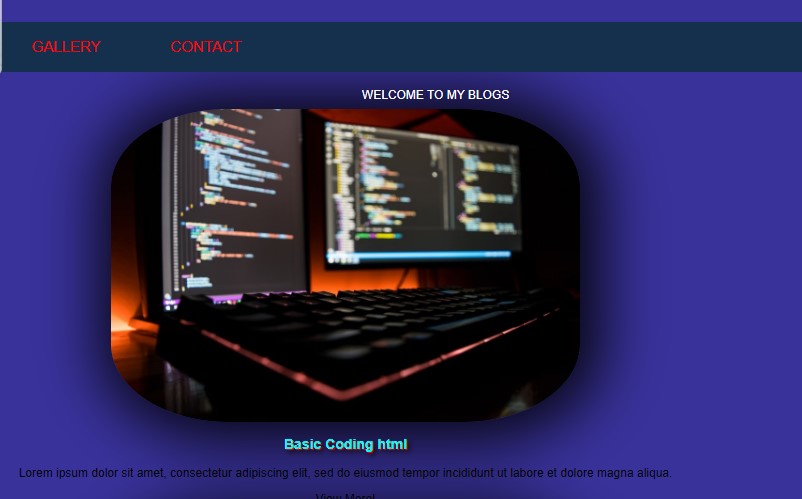 GALLERY CONTACT
WELCOME TO MY BLOGS
Basic Coding html
Lorem ipsum dolor sit amet, consectetur adipiscing elit, sed do eiusmod tempor incididunt ut labore et dolore magna aliqua.
View More!